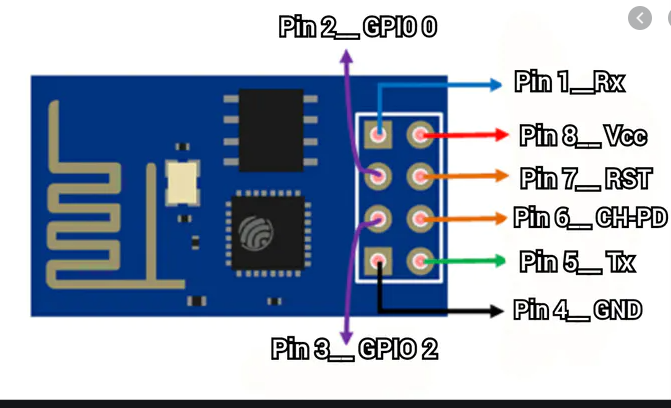 Pin 2__ GPIO 0
Pin 1__Rx
Pin 8__ Vcc
Pin 7__ RST
Pin 6__ CH-PD
Pin 5__ Tx
Pin 4__ GND
Pin 3__ GPIO 2